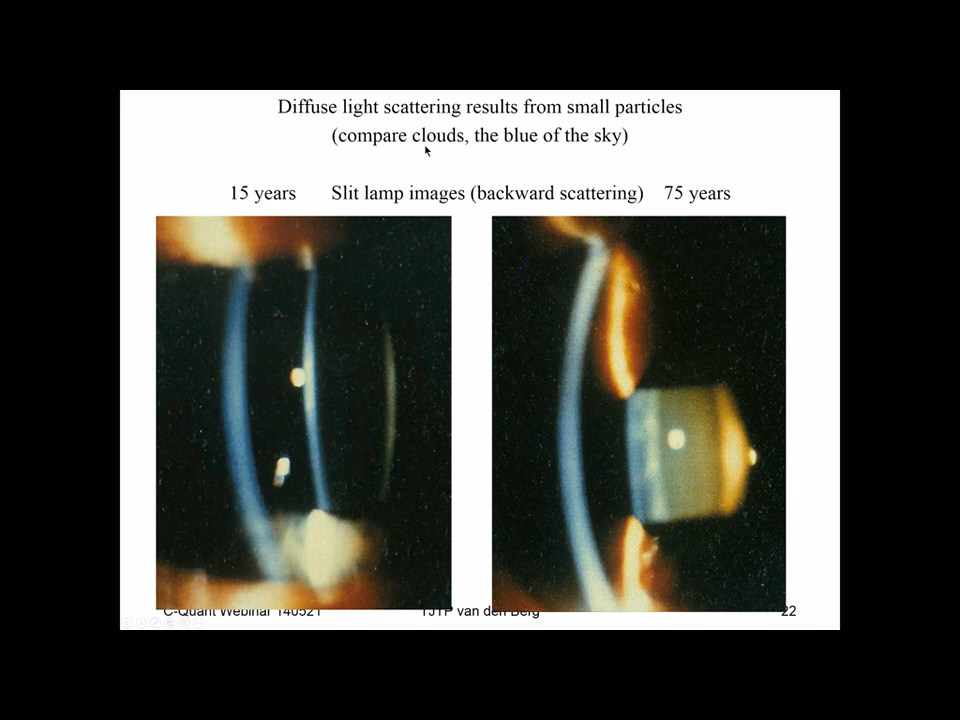 Diffuse light scattering results from small particles
(compare clouds, the blue of the sky)
15 years Slit lamp images (backward scattering) 75 years
C-Quant Webinar 140521 TJTP van den Berg 22